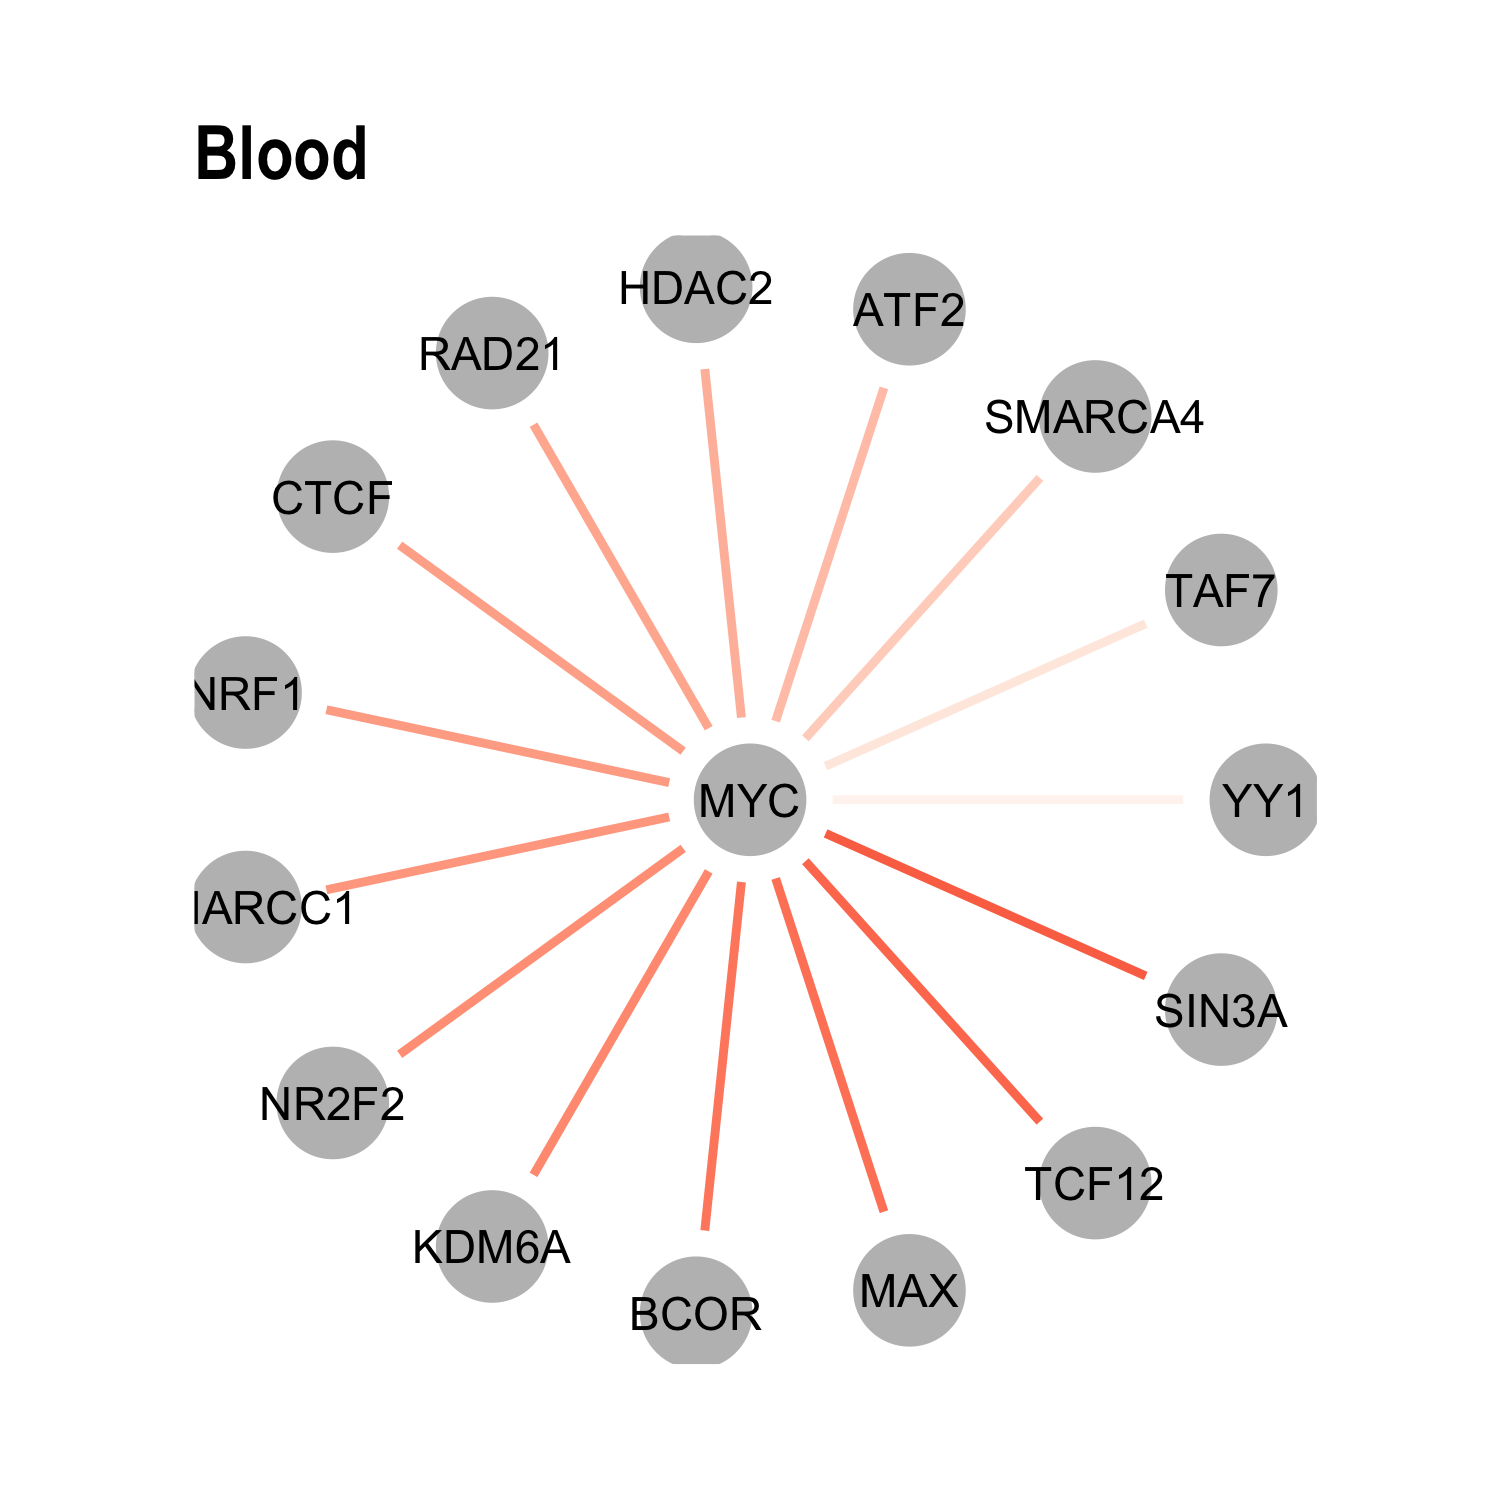 Blood
HDAC2
ATF2
RAD21
SMARCA4
CTCF
TAF7
NRF1
MYC
YY1
IARCC1
SIN3A
NR2F2
TCF12
KDM6A
MAX
BCOR